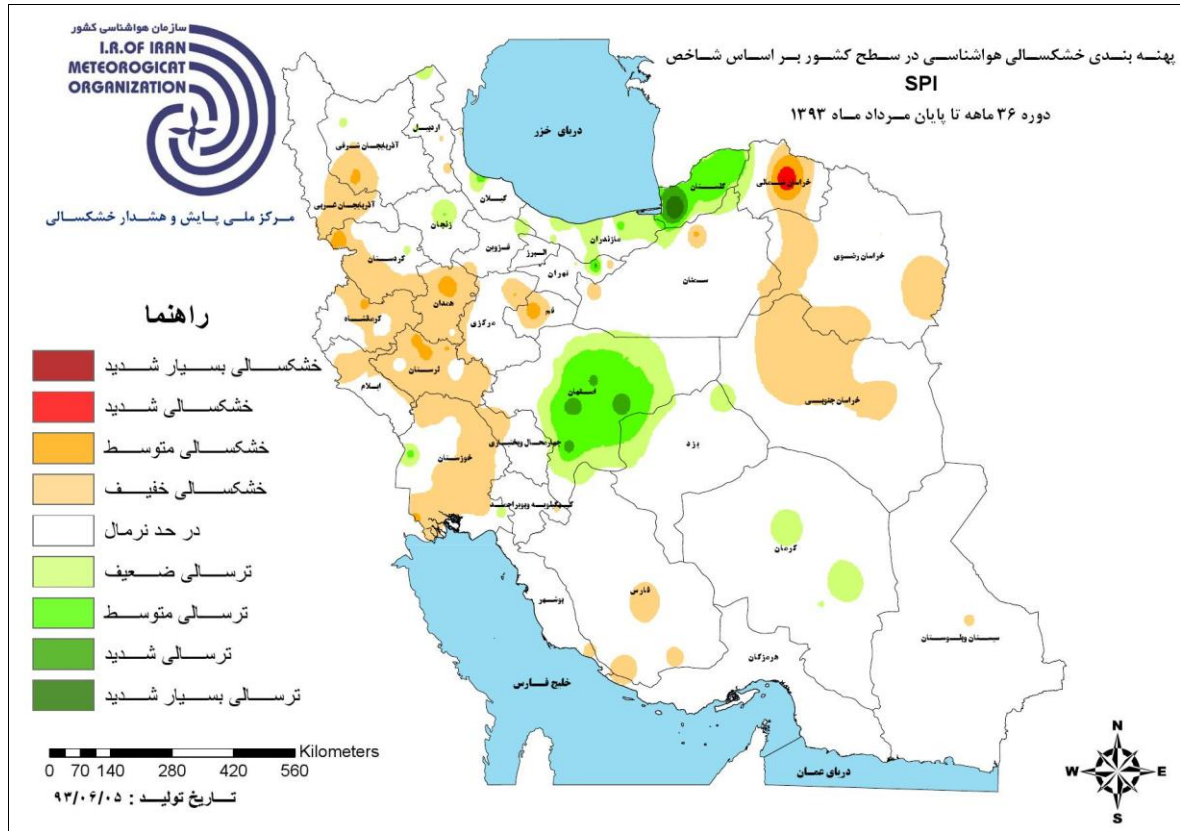 سازمان هواشناسی کشور
I.R.OF IRAN
METEOROGICAT
ORGANIZATION
مرکز ملی پایش و هشدار خشکسالی
پهنه بندی خشکسالی هواشناسی در سطح کشور بر اساس شاخص
SPI
دوره ۳۶ ماهه تا پایان مرداد ماه ۱۳۹۳
دریای خزر
اردبیل
آذربایجان شرقی
آذربایجان غربی
گیلان
زنجان
کردستان
قزوین
البرز
تهران
مازندران
گلستان
خراسان شمالی
خراسان رضوی
سمنان
همدان
کرمانشاه
مرکزی
قم
لرستان
ایلام
اصفهان
خراسان جنوبی
یزد
چهارمحال وبختیاری
خوزستان
کهگیلویه وبویراحمد
کرمان
فارس
بوشهر
سیستان وبلوچستان
هرمزگان
خلیج فارس
دریای عمان
راهنما
خشکسالی بسیار شدید
خشکسالی شدید
خشکسالی متوسط
خشکسالی خفیف
در حد نرمال
ترسالی ضعیف
ترسالی متوسط
ترسالی شدید
ترسالی بسیار شدید
Kilometers
0 70 140 280 420 560
تاریخ تولید : ۹۳/۰۶/۰۵
N
W E
S